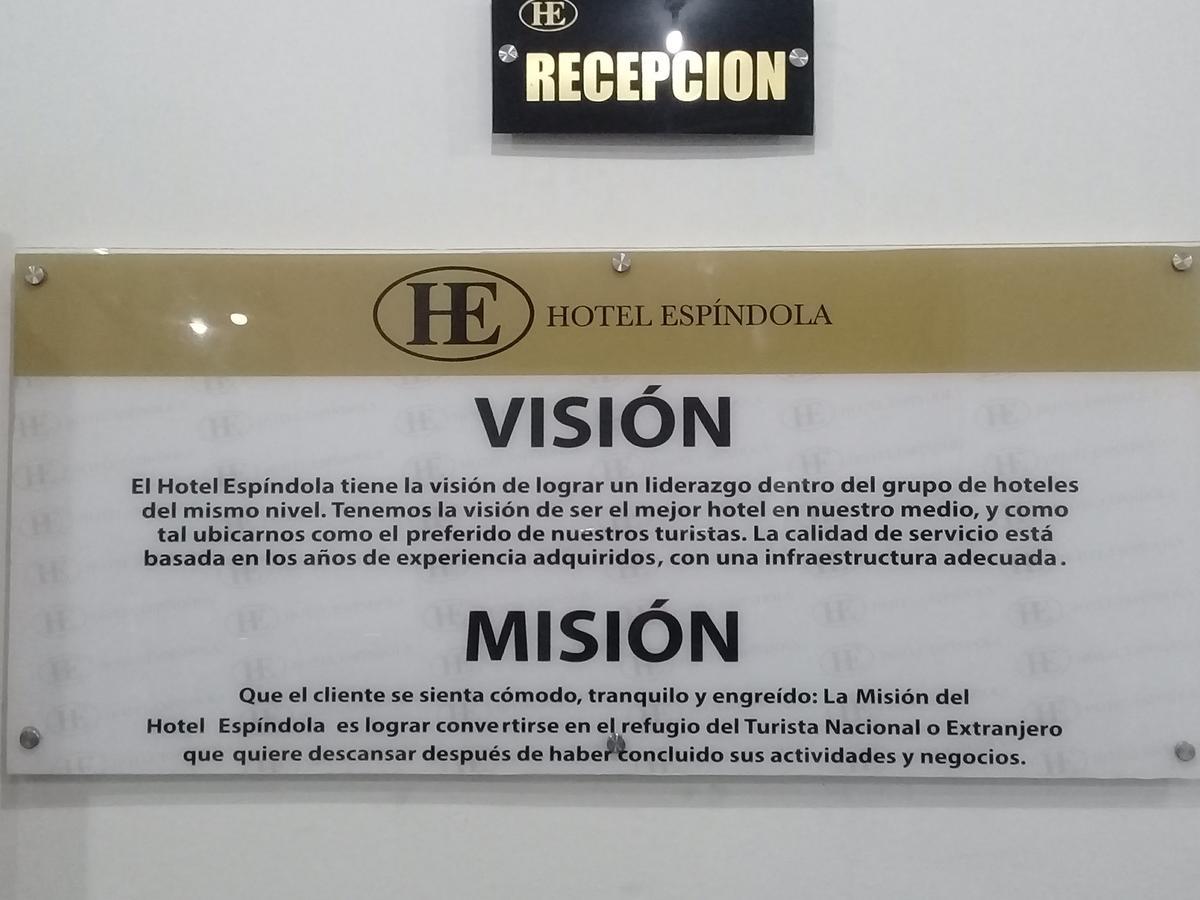 HE
RECEPCION
HE HOTEL ESPÍNDOLA
VISIÓN
El Hotel Espíndola tiene la visión de lograr un liderazgo dentro del grupo de hoteles
del mismo nivel. Tenemos la visión de ser el mejor hotel en nuestro medio, y como
tal ubicarnos como el preferido de nuestros turistas. La calidad de servicio está
basada en los años de experiencia adquiridos, con una infraestructura adecuada.
MISIÓN
Que el cliente se sienta cómodo, tranquilo y engreído: La Misión del
Hotel Espíndola es lograr convertirse en el refugio del Turista Nacional o Extranjero
que quiere descansar después de haber concluido sus actividades y negocios.